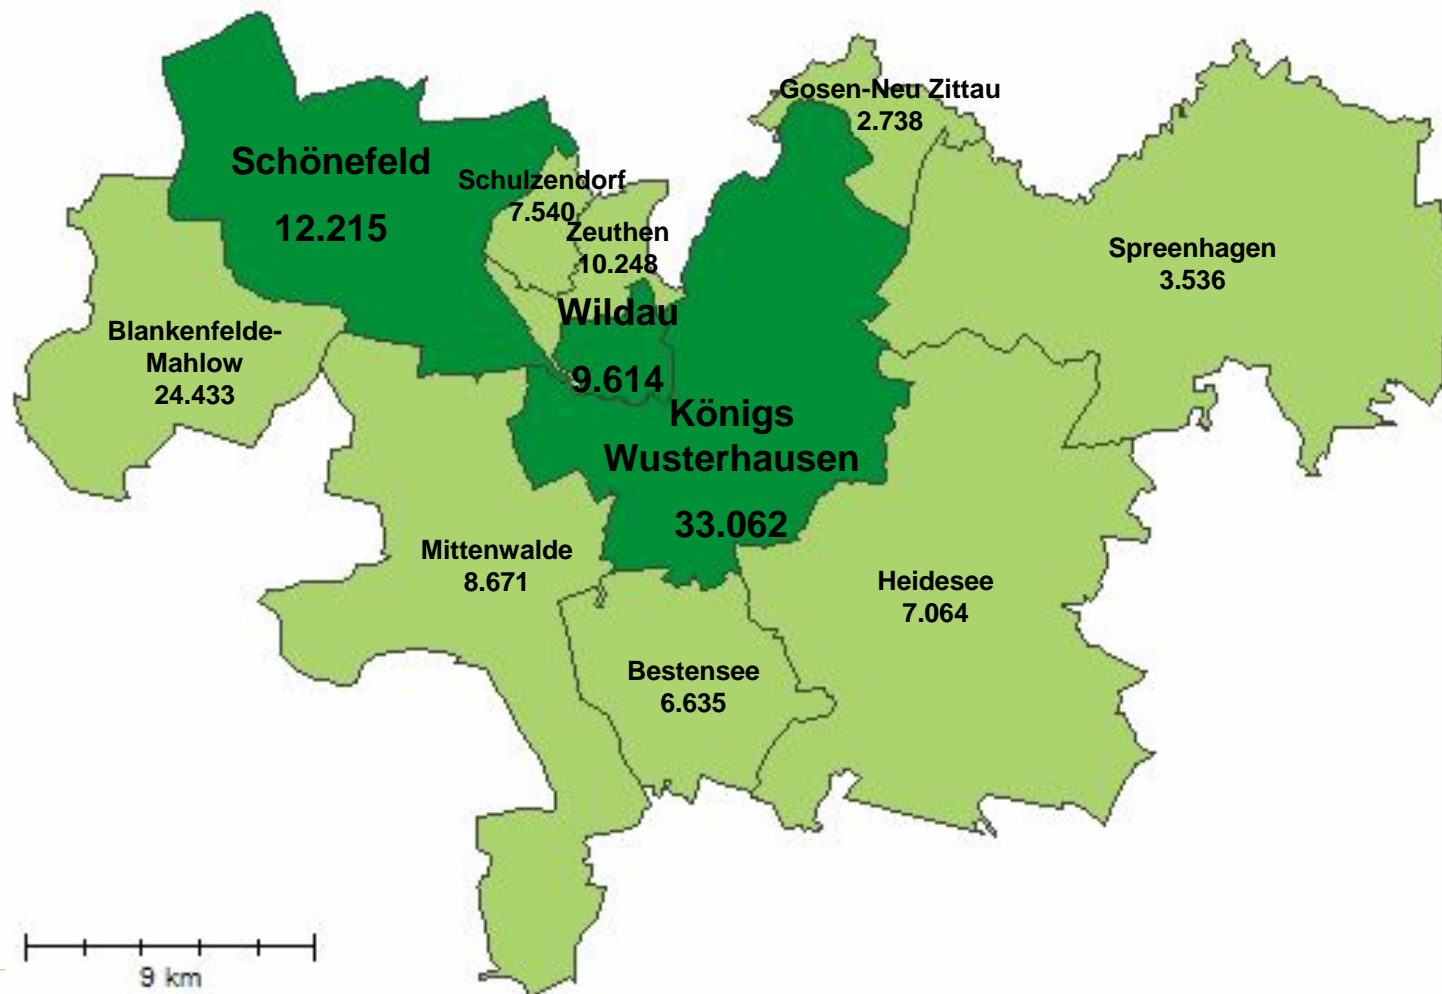 Gosen-Neu Zittau
2.738
Schönefeld
12.215
Schulzendorf
7.540
Zeuthen
10.248
Spreenhagen
3.536
Blankenfelde-
Mahlow
24.433
Wildau
9.614
Königs
Wusterhausen
33.062
Mittenwalde
8.671
Heidesee
7.064
Bestensee
6.635
9 km